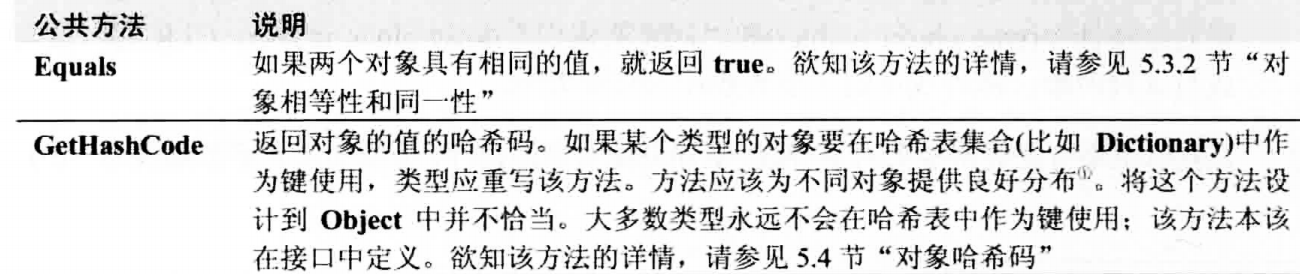 公共方法 说明
Equals 如果两个对象具有相同的值，就返回 true。欲知该方法的详情，请参见 5.3.2 节“对
象相等性和同一性”
GetHashCode 返回对象的值的哈希码。如果某个类型的对象要在哈希表集合(比如 Dictionary)中作
为键使用，类型应重写该方法。方法应该为不同对象提供良好分布①。将这个方法设
计到 Object 中并不恰当。大多数类型永远不会在哈希表中作为键使用；该方法本该
在接口中定义。欲知该方法的详情，请参见 5.4 节“对象哈希码”